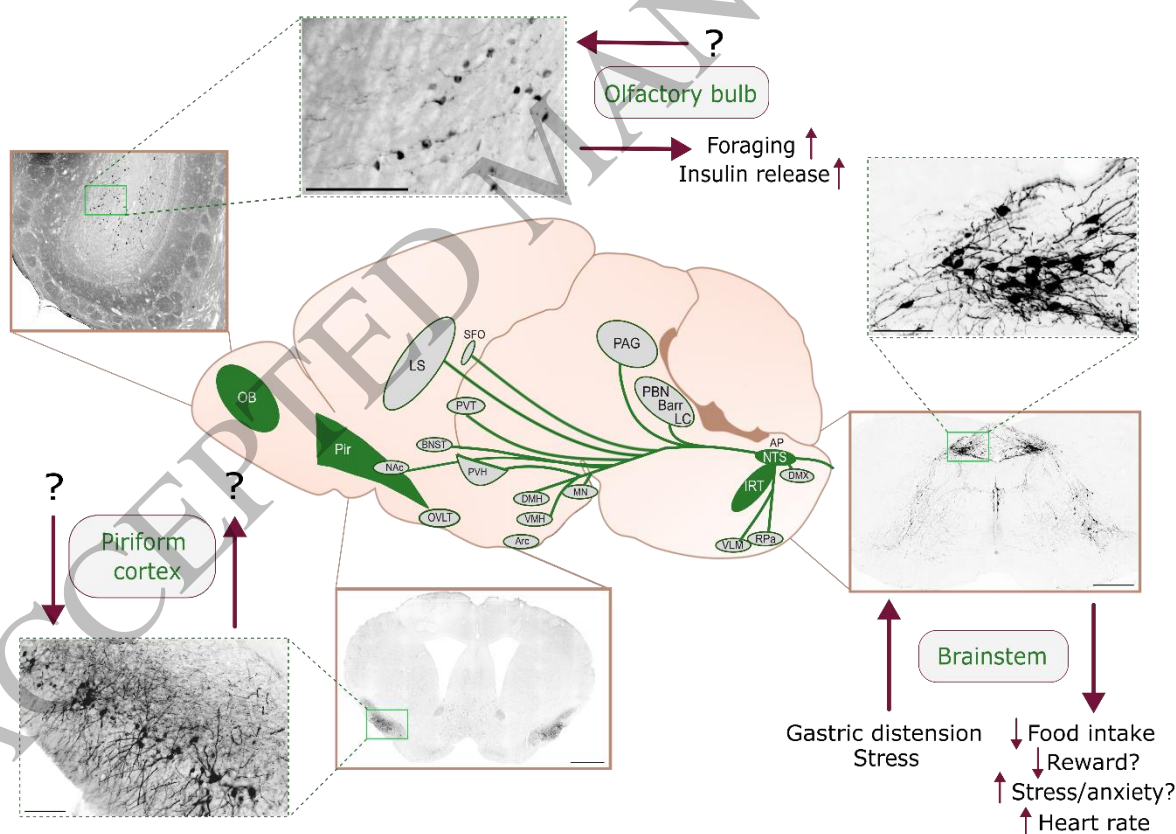 ?
Olfactory bulb
Foraging
Insulin release
SFO
LS
PAG
PBN
Barr
LC
OB
PVT
AP
NTS
Pir
BNST
NAc
PVH
DMX
IRT
MN
DMH
OVLT
VMH
Arc
VLM
RPa
?
?
Piriform
cortex
Brainstem
Gastric distension
Stress
Food intake
Reward?
Stress/anxiety?
Heart rate
ACCEPTED MAN